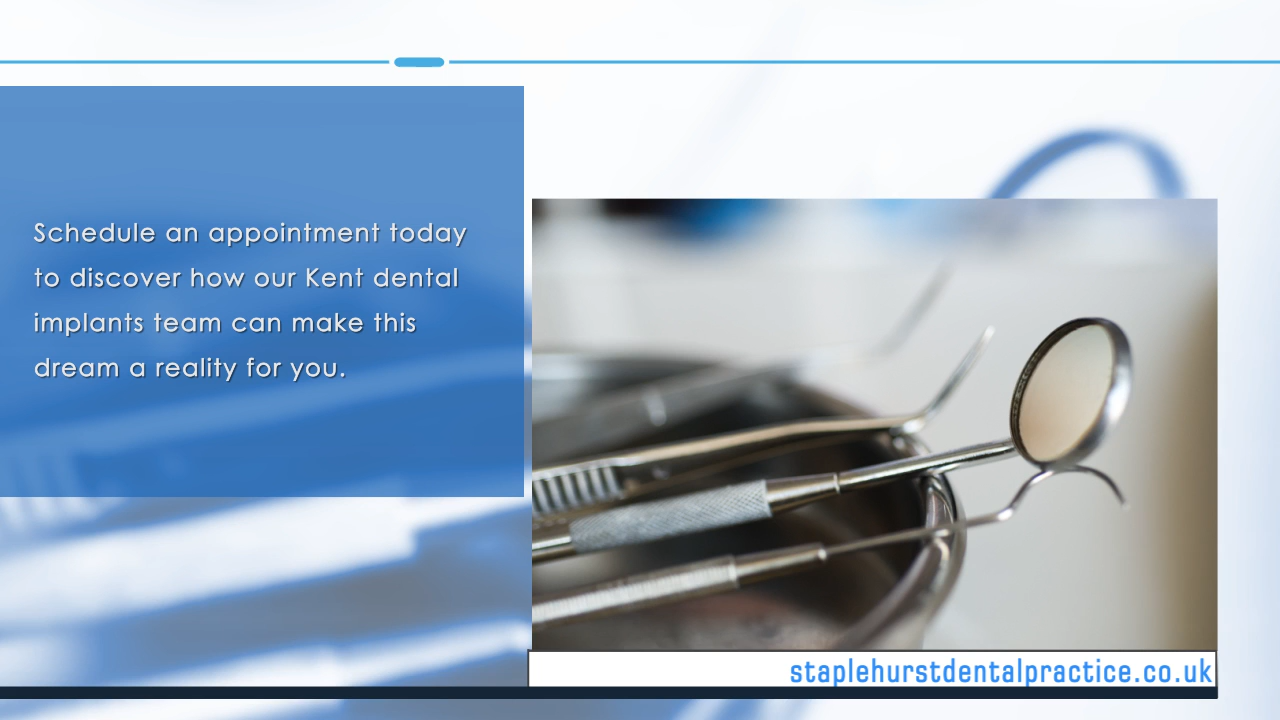 Schedule an appointment today
to discover how our Kent dental
implants team can make this
dream a reality for you.
staplehurstdentalpractice.co.uk